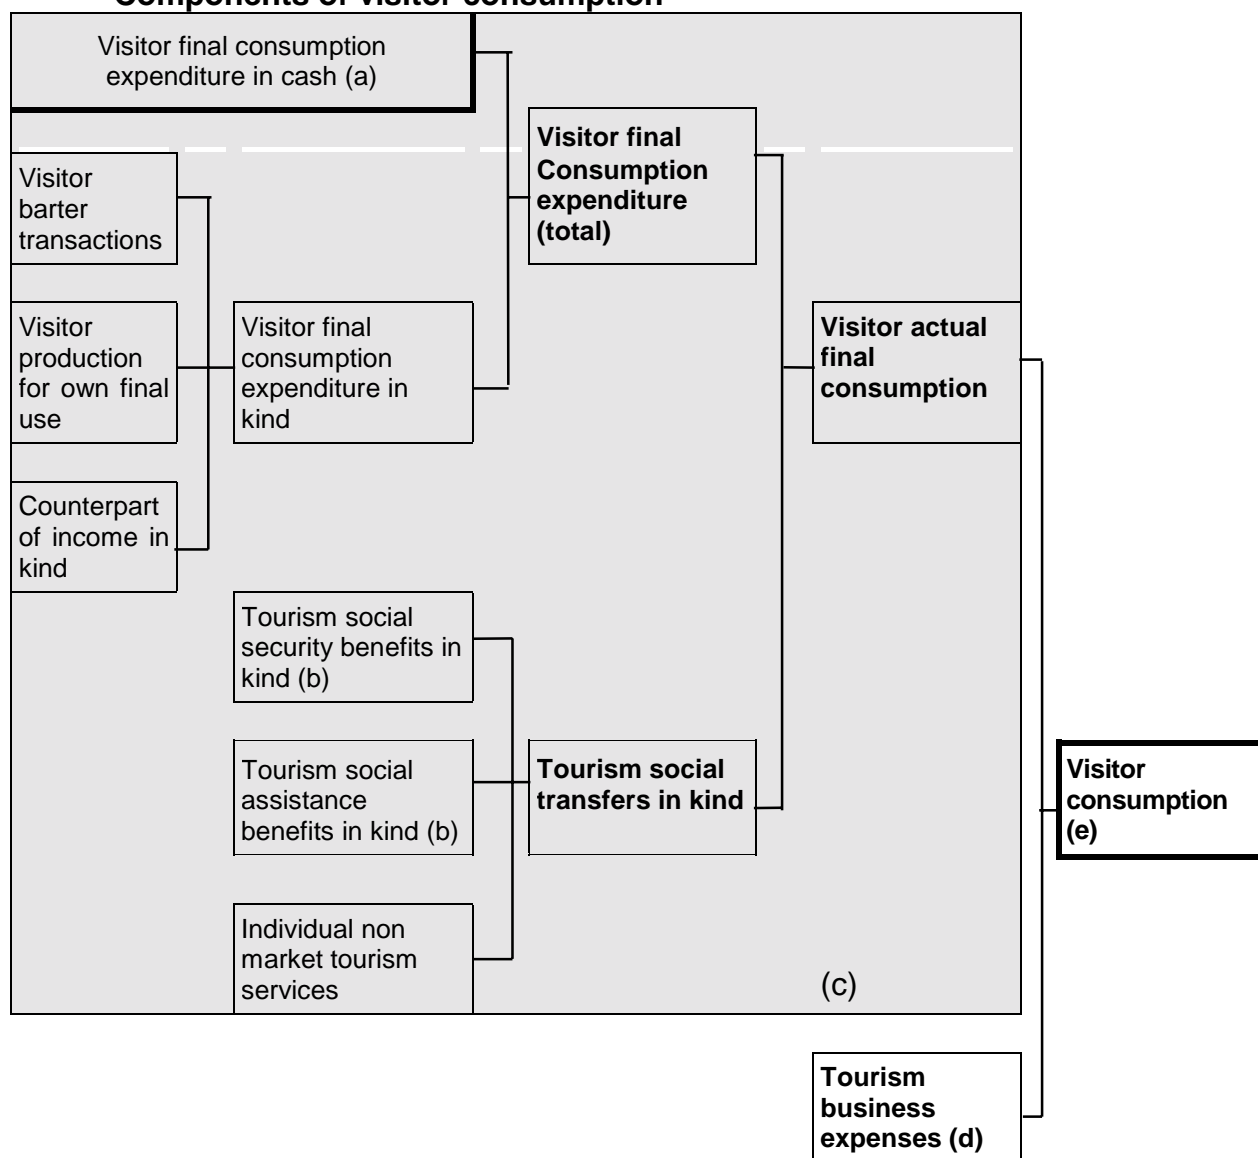 Components of visitor consumption
Visitor final consumption
expenditure in cash (a)
Visitor final
Consumption
expenditure
(total)
Visitor
barter
transactions
Visitor
production
for own final
use
Visitor final
consumption
expenditure in
kind
Visitor actual
final
consumption
Counterpart
of income in
kind
Tourism social
security benefits in
kind (b)
Tourism social
assistance
benefits in kind (b)
Tourism social
transfers in kind
Visitor
consumption
(e)
Individual non
market tourism
services
(c)
Tourism
business
expenses (d)